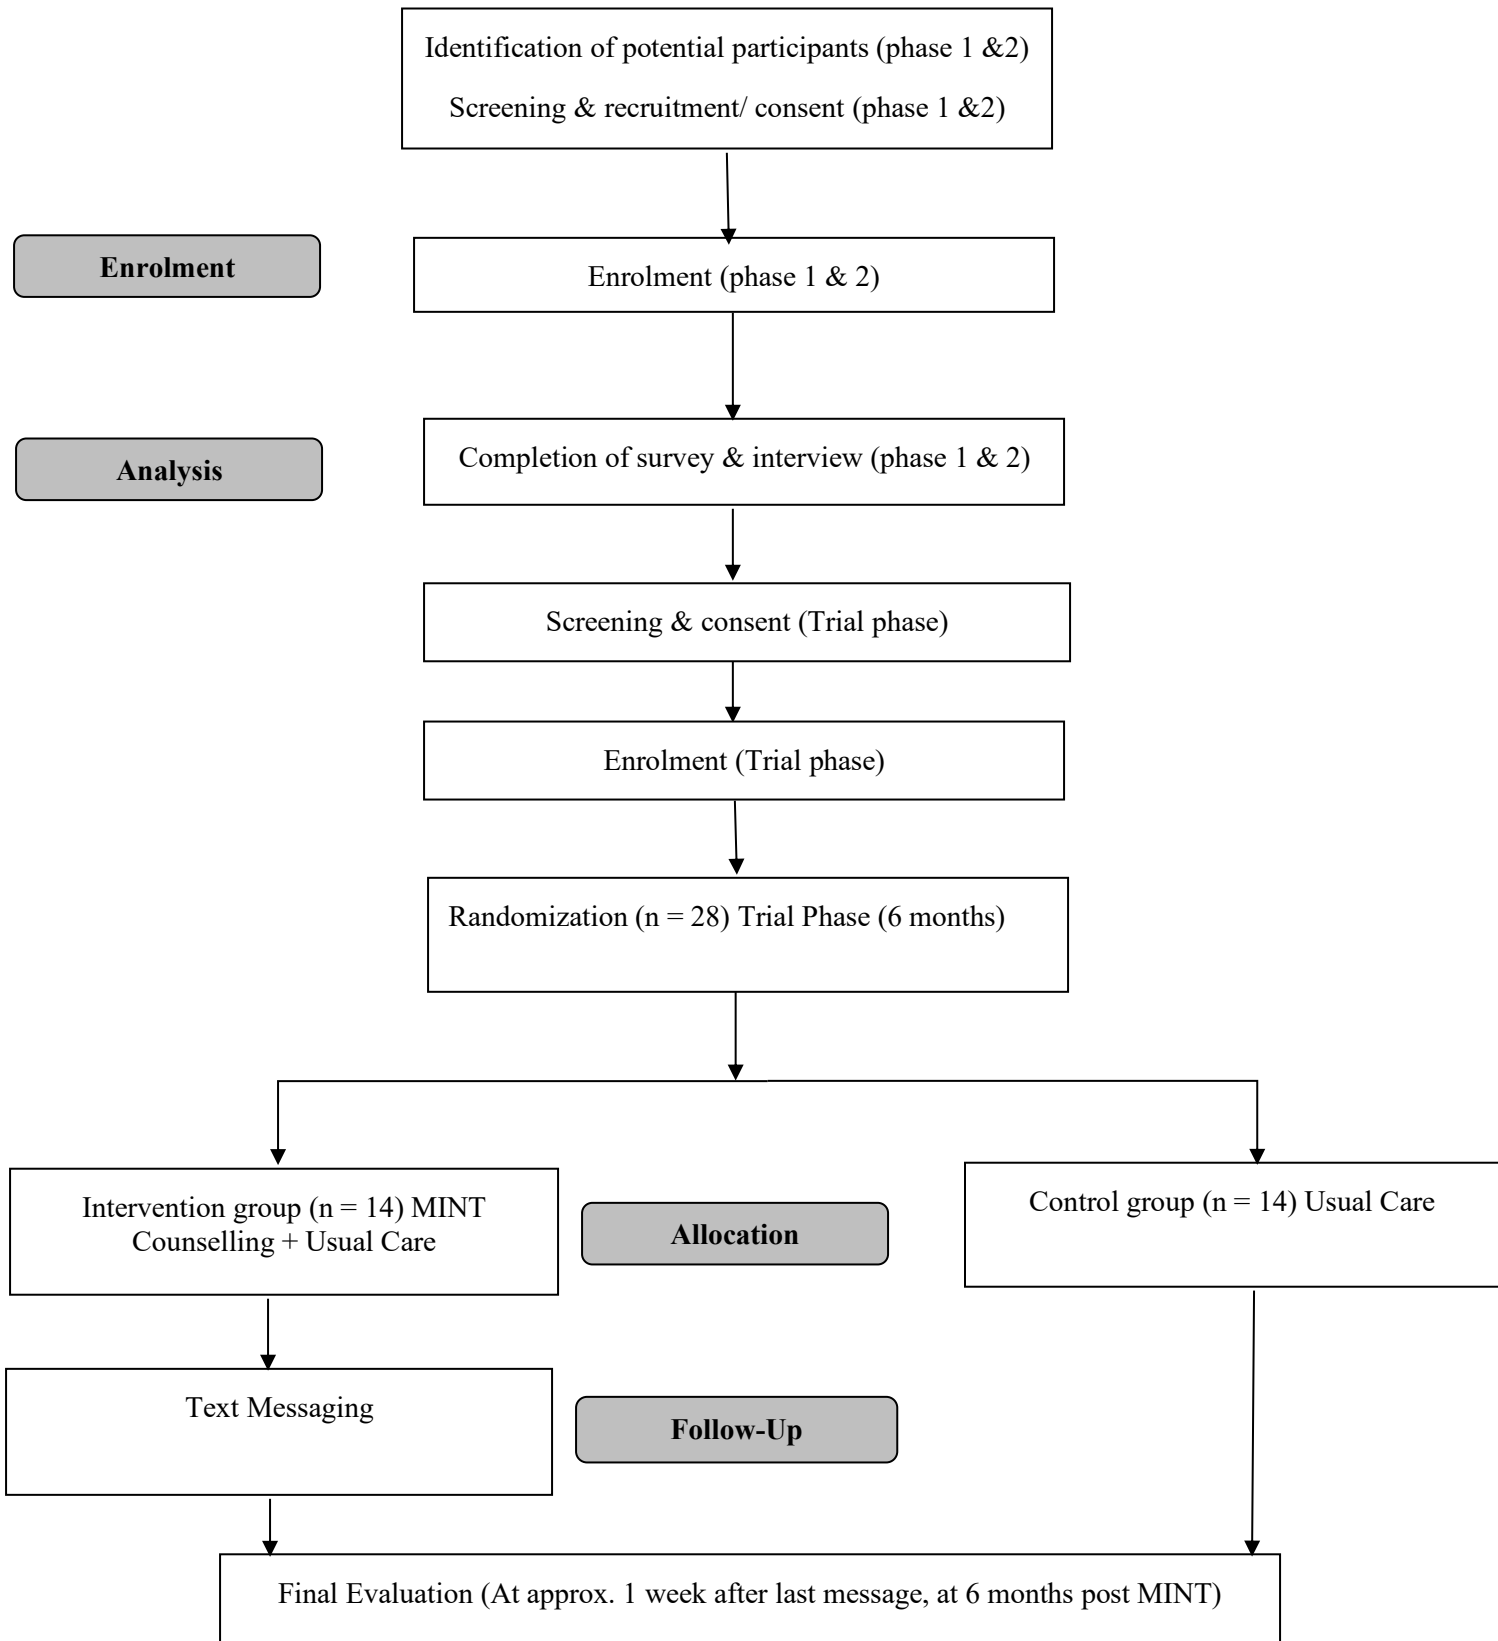 Identification of potential participants (phase 1 &2)
Screening & recruitment/ consent (phase 1 &2)
Enrolment
Enrolment (phase 1 & 2)
Analysis
Completion of survey & interview (phase 1 & 2)
Screening & consent (Trial phase)
Enrolment (Trial phase)
Randomization (n = 28) Trial Phase (6 months)
Intervention group (n = 14) MINT
Counselling + Usual Care
Allocation
Control group (n = 14) Usual Care
Text Messaging
Follow-Up
Final Evaluation (At approx. 1 week after last message, at 6 months post MINT)